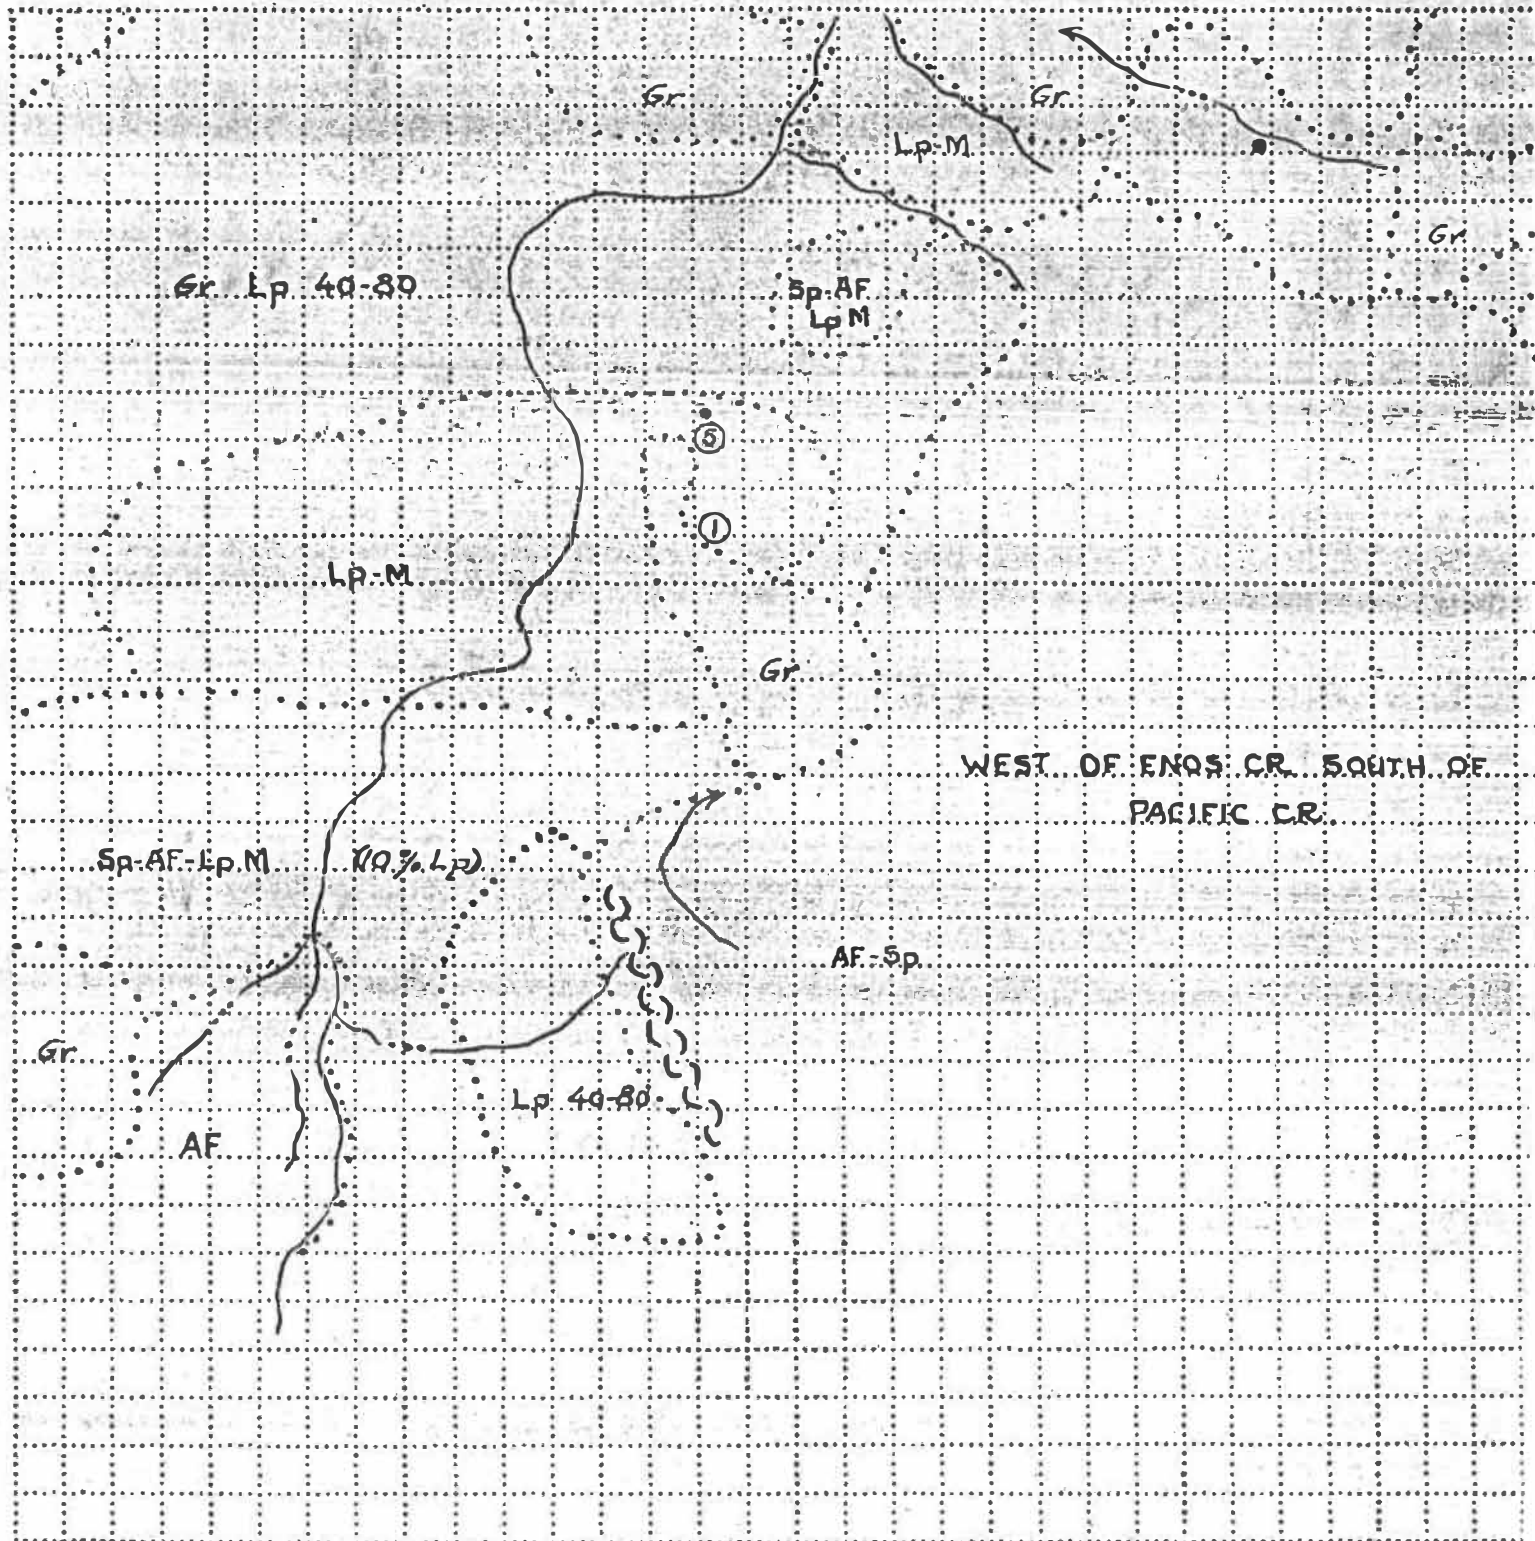 Gr
Gr
Lp-M
Gr
Gr Lp 40-80
Sp-AF
Lp M
5
1
Lp-M
Gr
WEST OF ENOS CR. SOUTH OF
PACIFIC CR.
Sp-AF-Lp.M (10% Lp)
AF-Sp
Gr
Lp 40-80
AF